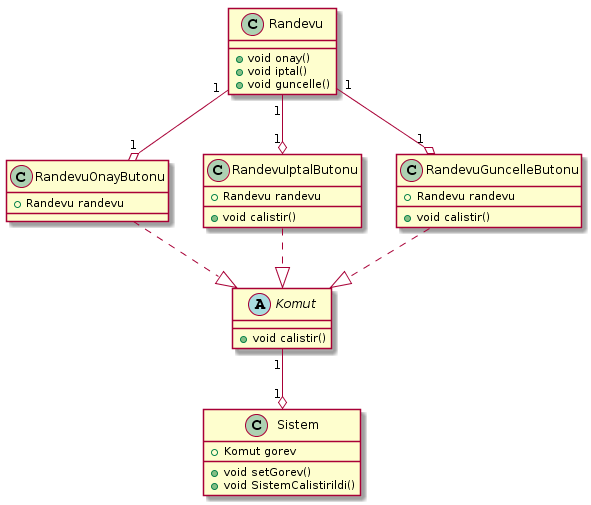 C Randevu
void onay()
void iptal()
void guncelle()
1 1 1
1 1 1
C RandevuOnayButonu
Randevu randevu
C RandevuIptalButonu
Randevu randevu
void calistir()
C RandevuGuncelleButonu
Randevu randevu
void calistir()
A Komut
void calistir()
1
1
C Sistem
Komut gorev
void setGorev()
void SistemCalistirildi()